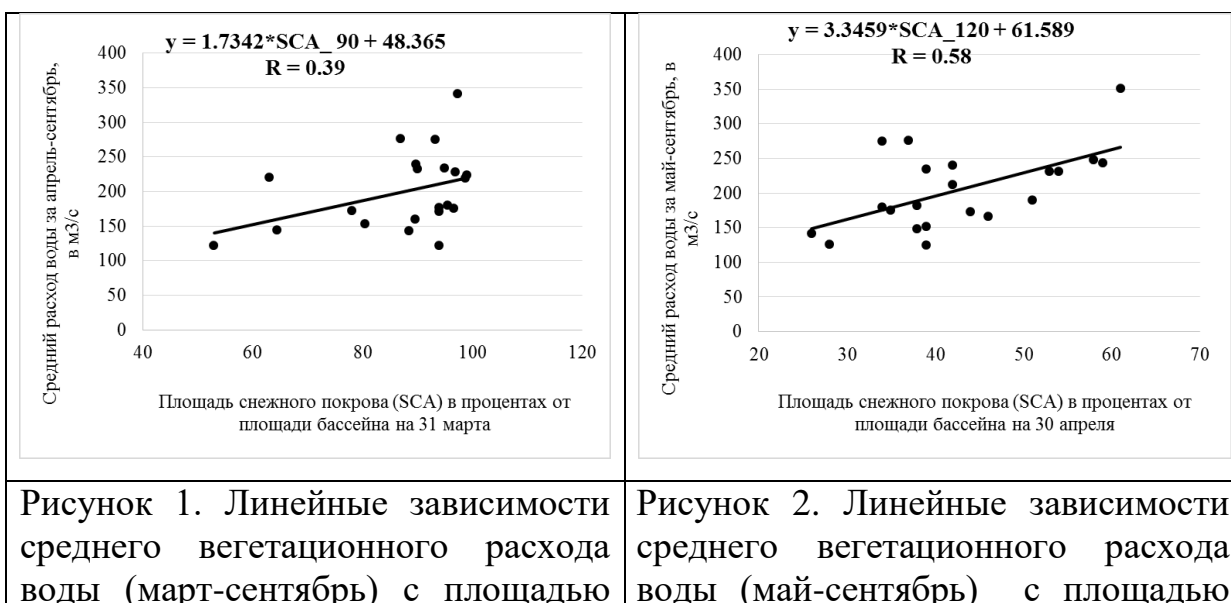 y = 1.7342*SCA_ 90 + 48.365
R = 0.39
Средний расход воды за апрель-сентябрь,
в м3/с
400
350
300
250
200
150
100
50
0
40 60 80 100 120
Площадь снежного покрова (SCA) в процентах от
площади бассейна на 31 марта
y = 3.3459*SCA_120 + 61.589
R = 0.58
Средний расход воды за май-сентябрь, в
м3/с
400
350
300
250
200
150
100
50
0
20 30 40 50 60 70
Площадь снежного покрова (SCA) в процентах от
площади бассейна на 30 апреля
Рисунок 1. Линейные зависимости
среднего вегетационного расхода
воды (март-сентябрь) с площадью
Рисунок 2. Линейные зависимости
среднего вегетационного расхода
воды (май-сентябрь) с площадью